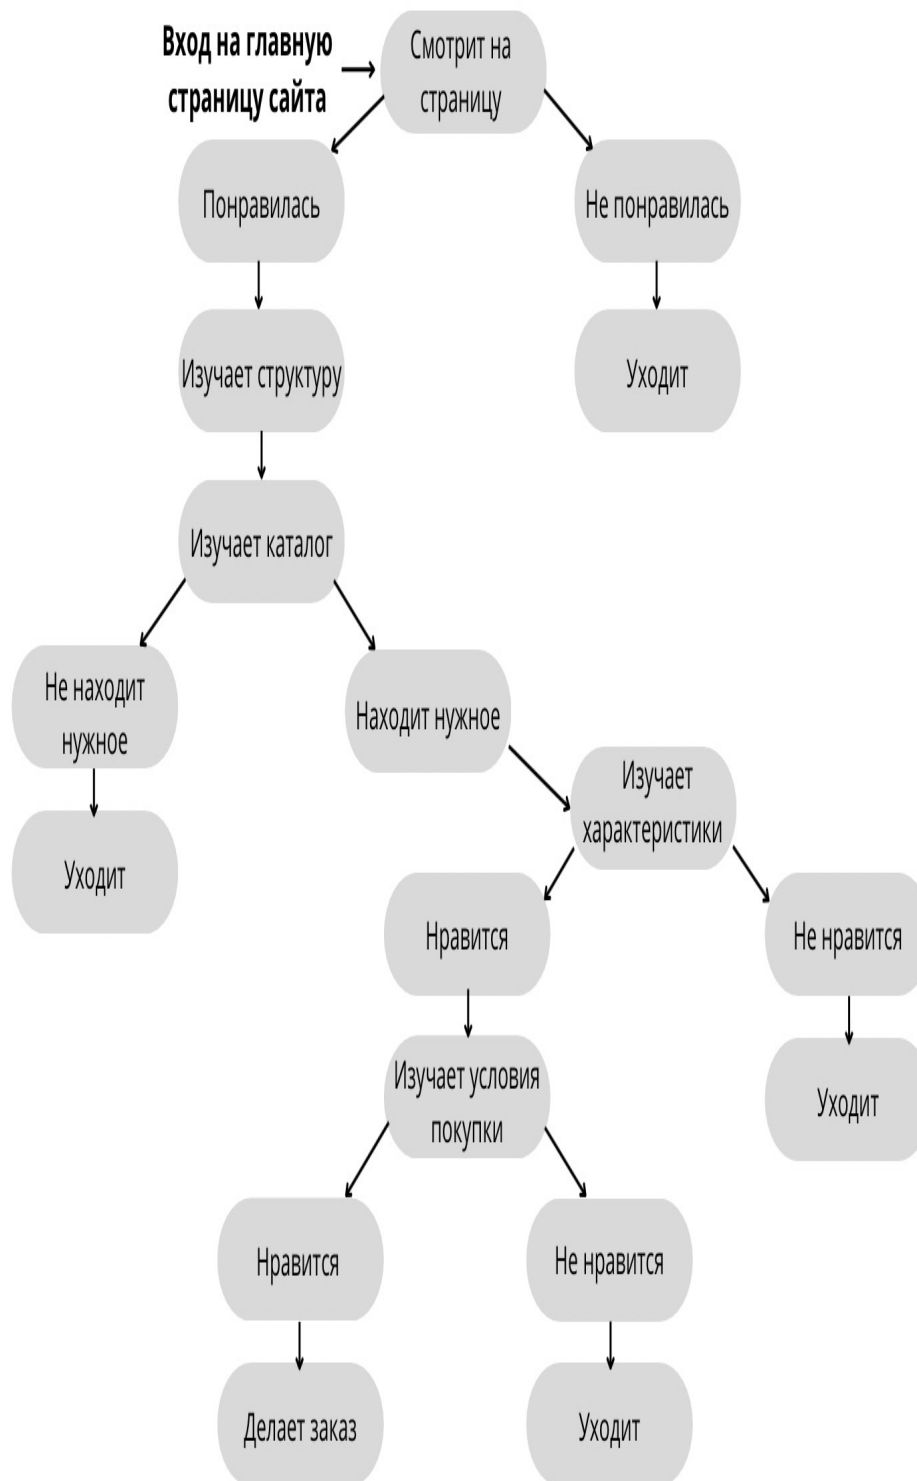 Вход на главную
страницу сайта
Смотрит на
страницу
Понравилась
Не понравилась
Изучает структуру
Уходит
Изучает каталог
Не находит
нужное
Находит нужное
Изучает
характеристики
Уходит
Нравится
Не нравится
Изучает условия
покупки
Уходит
Нравится
Не нравится
Делает заказ
Уходит